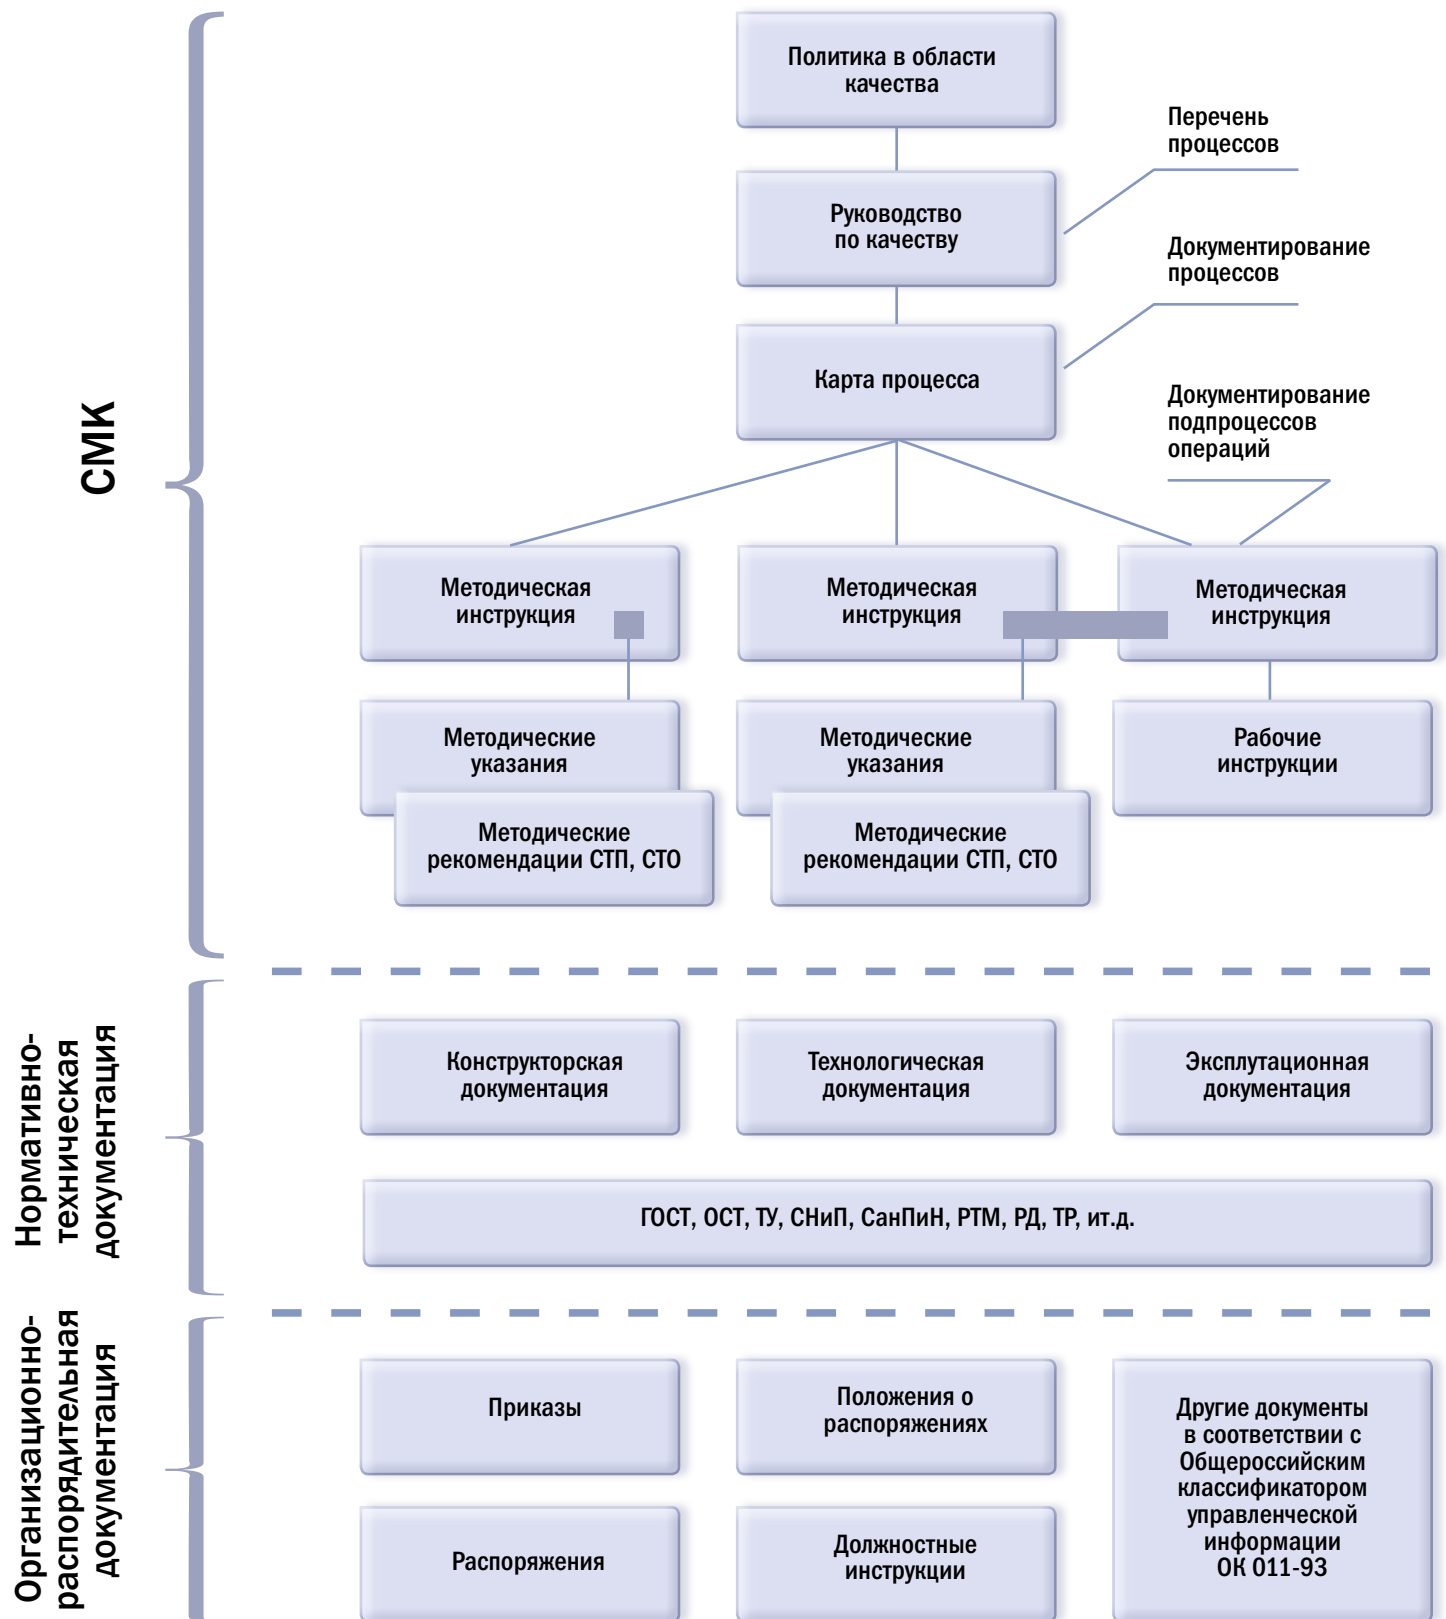 СМК
Политика в области
качества
Перечень
процессов
Руководство
по качеству
Документирование
процессов
Карта процесса
Документирование
подпроцессов
операций
Методическая
инструкция
Методическая
инструкция
Методическая
инструкция
Методические
указания
Методические
указания
Рабочие
инструкции
Методические
рекомендации СТП, СТО
Методические
рекомендации СТП, СТО
Нормативно-
техническая
документация
Конструкторская
документация
Технологическая
документация
Эксплутационная
документация
ГОСТ, ОСТ, ТУ, СНиП, СанПиН, РТМ, РД, ТР, ит.д.
Организационно-
распорядительная
документация
Приказы
Положения о
распоряжениях
Другие документы
в соответствии с
Общероссийским
классификатором
управленческой
информации
ОК 011-93
Распоряжения
Должностные
инструкции